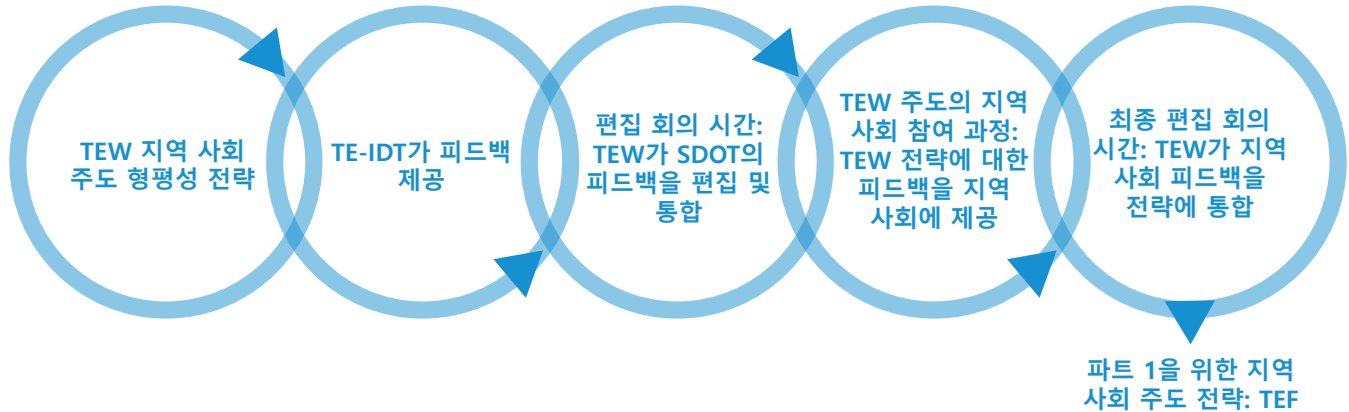 TEW 지역 사회
주도 형평성 전략
TE-IDT가 피드백
제공
편집 회의 시간:
TEW가 SDOT의
피드백을 편집 및
통합
TEW 주도의 지역
사회 참여 과정:
TEW 전략에 대한
피드백을 지역
사회에 제공
최종 편집 회의
시간: TEW가 지역
사회 피드백을
전략에 통합
파트 1을 위한 지역
사회 주도 전략: TEF